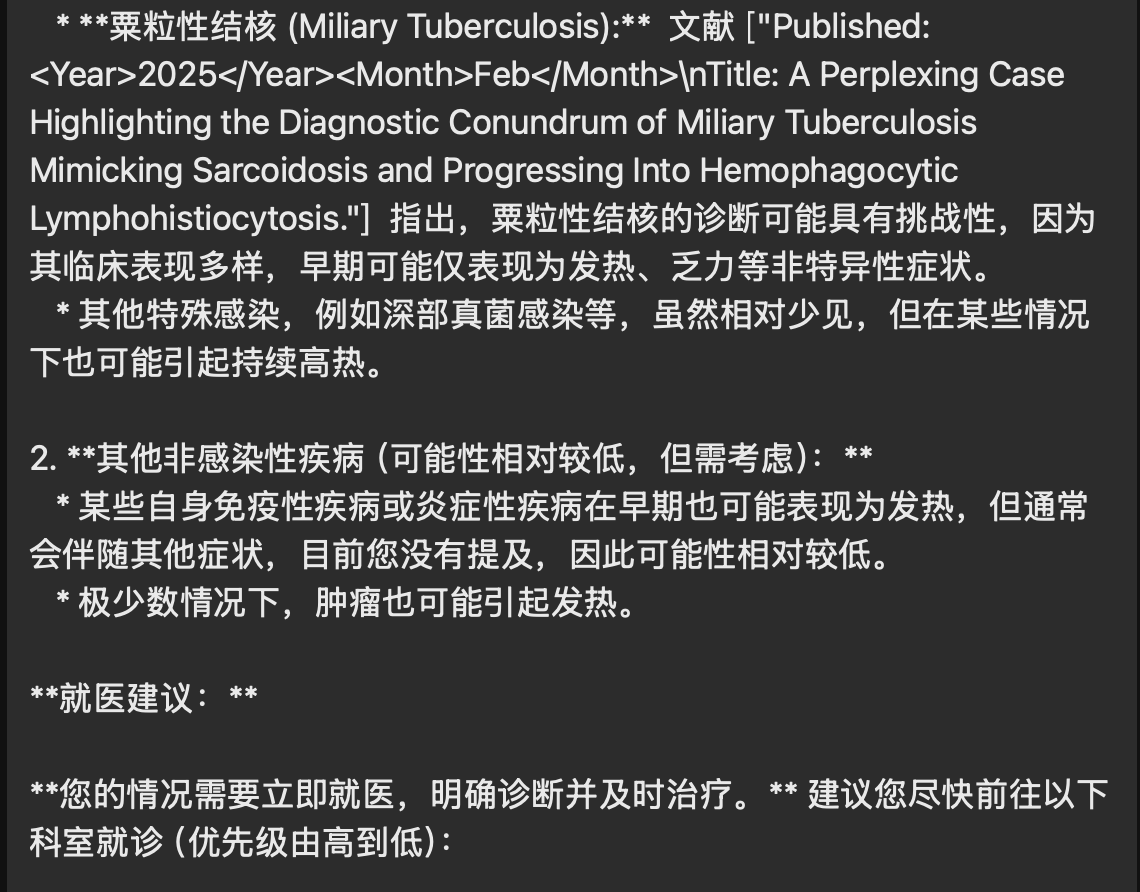 * **粟粒性结核 (Miliary Tuberculosis):** 文献 ["Published:
<Year>2025</Year><Month>Feb</Month>\nTitle: A Perplexing Case
Highlighting the Diagnostic Conundrum of Miliary Tuberculosis
Mimicking Sarcoidosis and Progressing Into Hemophagocytic
Lymphohistiocytosis."] 指出，粟粒性结核的诊断可能具有挑战性，因为
其临床表现多样，早期可能仅表现为发热、乏力等非特异性症状。
* 其他特殊感染，例如深部真菌感染等，虽然相对少见，但在某些情况
下也可能引起持续高热。
2. **其他非感染性疾病 (可能性相对较低，但需考虑)：**
* 某些自身免疫性疾病或炎症性疾病在早期也可能表现为发热，但通常
会伴随其他症状，目前您没有提及，因此可能性相对较低。
* 极少数情况下，肿瘤也可能引起发热。
**就医建议：**
**您的情况需要立即就医，明确诊断并及时治疗。** 建议您尽快前往以下
科室就诊 (优先级由高到低)：